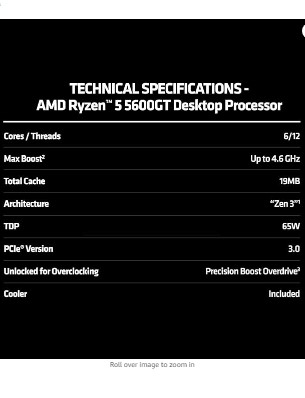 TECHNICAL SPECIFICATIONS -
AMD Ryzen™ 5 5600GT Desktop Processor
Cores / Threads 6/12
Max Boost² Up to 4.6 GHz
Total Cache 19MB
Architecture “Zen 3”¹
TDP 65W
PCIe® Version 3.0
Unlocked for Overclocking Precision Boost Overdrive³
Cooler Included
Roll over image to zoom in